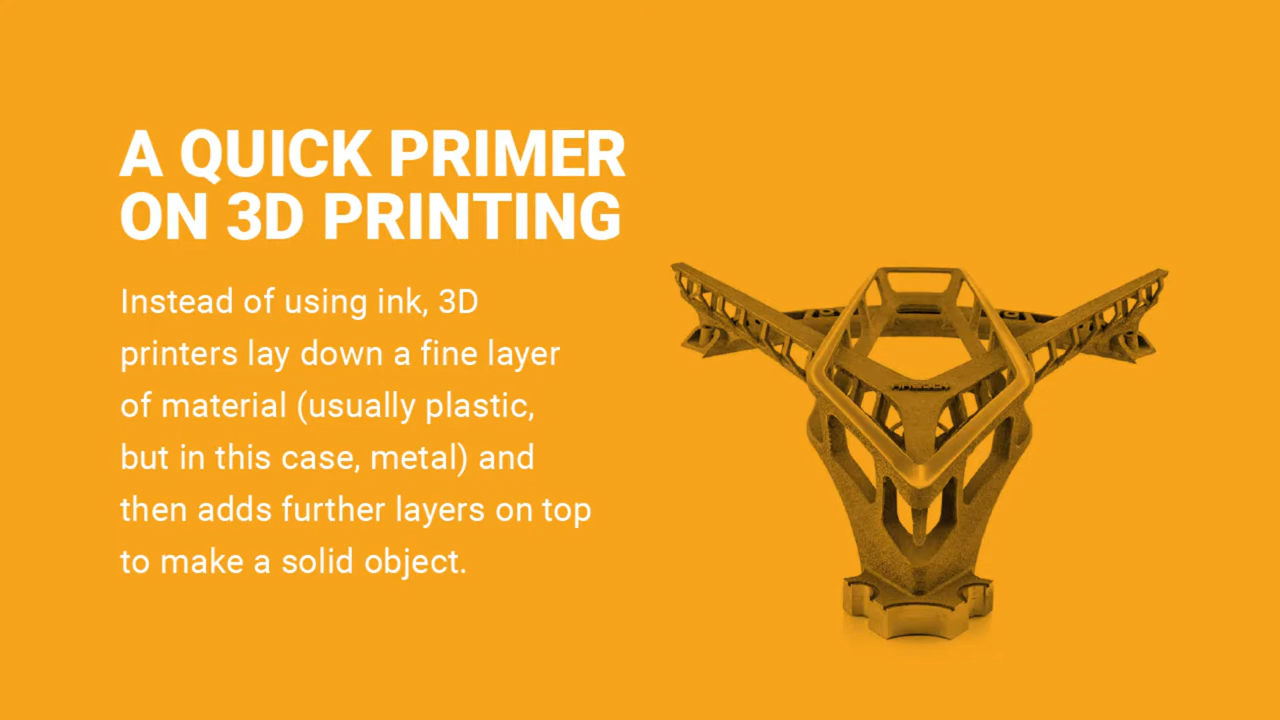 A QUICK PRIMER
ON 3D PRINTING
Instead of using ink, 3D
printers lay down a fine layer
of material (usually plastic,
but in this case, metal) and
then adds further layers on top
to make a solid object.